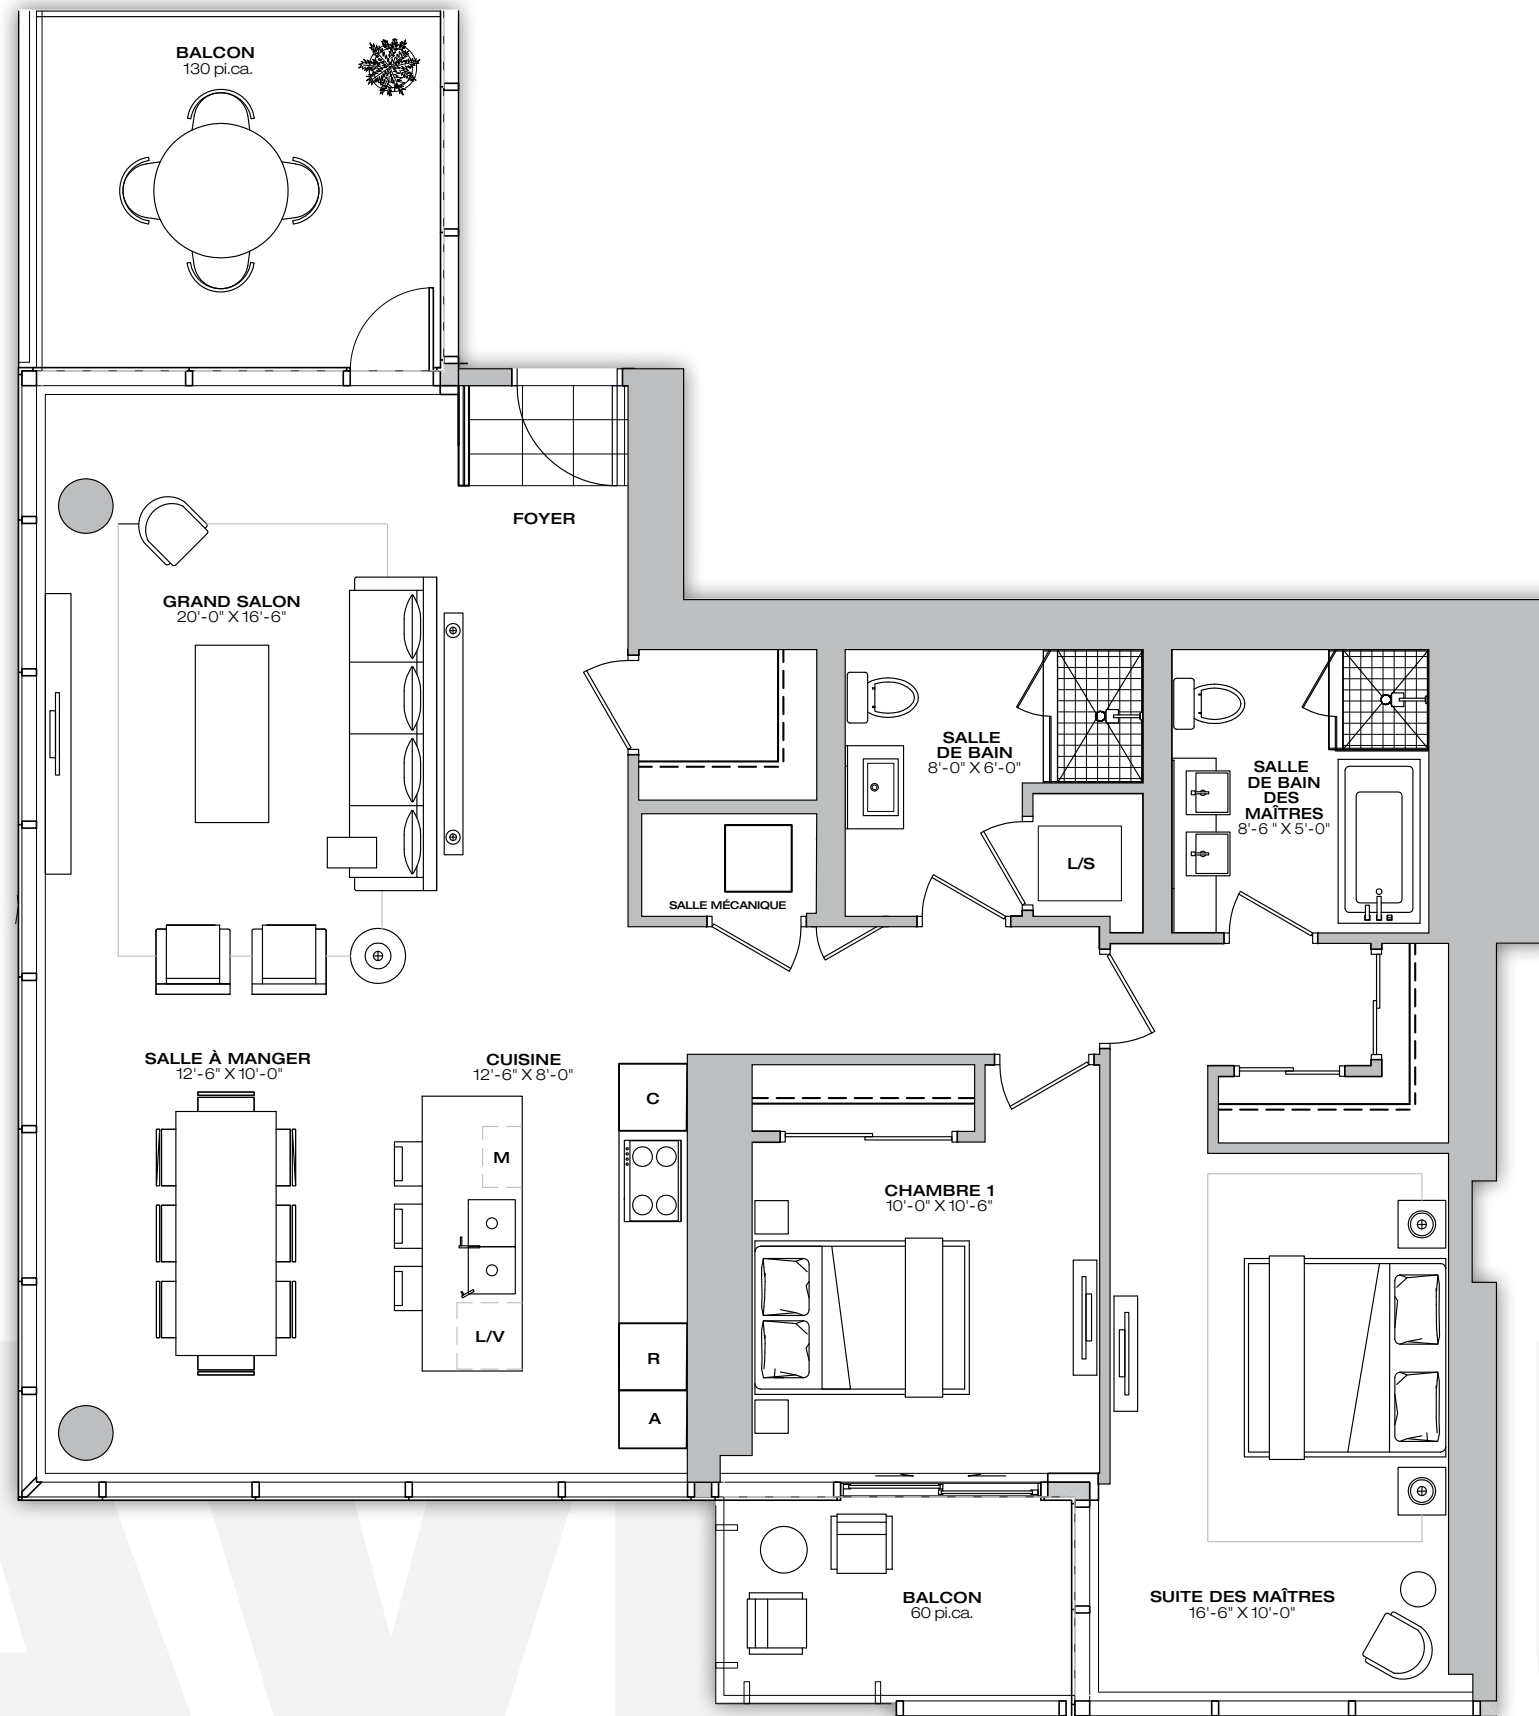 BALCON
130 pi.ca.
FOYER
GRAND SALON
20'-0" X 16'-6"
SALLE
DE BAIN
8'-0" X 6'-0"
SALLE
DE BAIN
DES
MAÎTRES
8'-6 " X 5'-0"
L/S
SALLE MÉCANIQUE
SALLE À MANGER
12'-6" X 10'-0"
CUISINE
12'-6" X 8'-0"
C
M
L/V
R
A
CHAMBRE 1
10'-0" X 10'-6"
BALCON
60 pi.ca.
SUITE DES MAÎTRES
16'-6" X 10'-0"